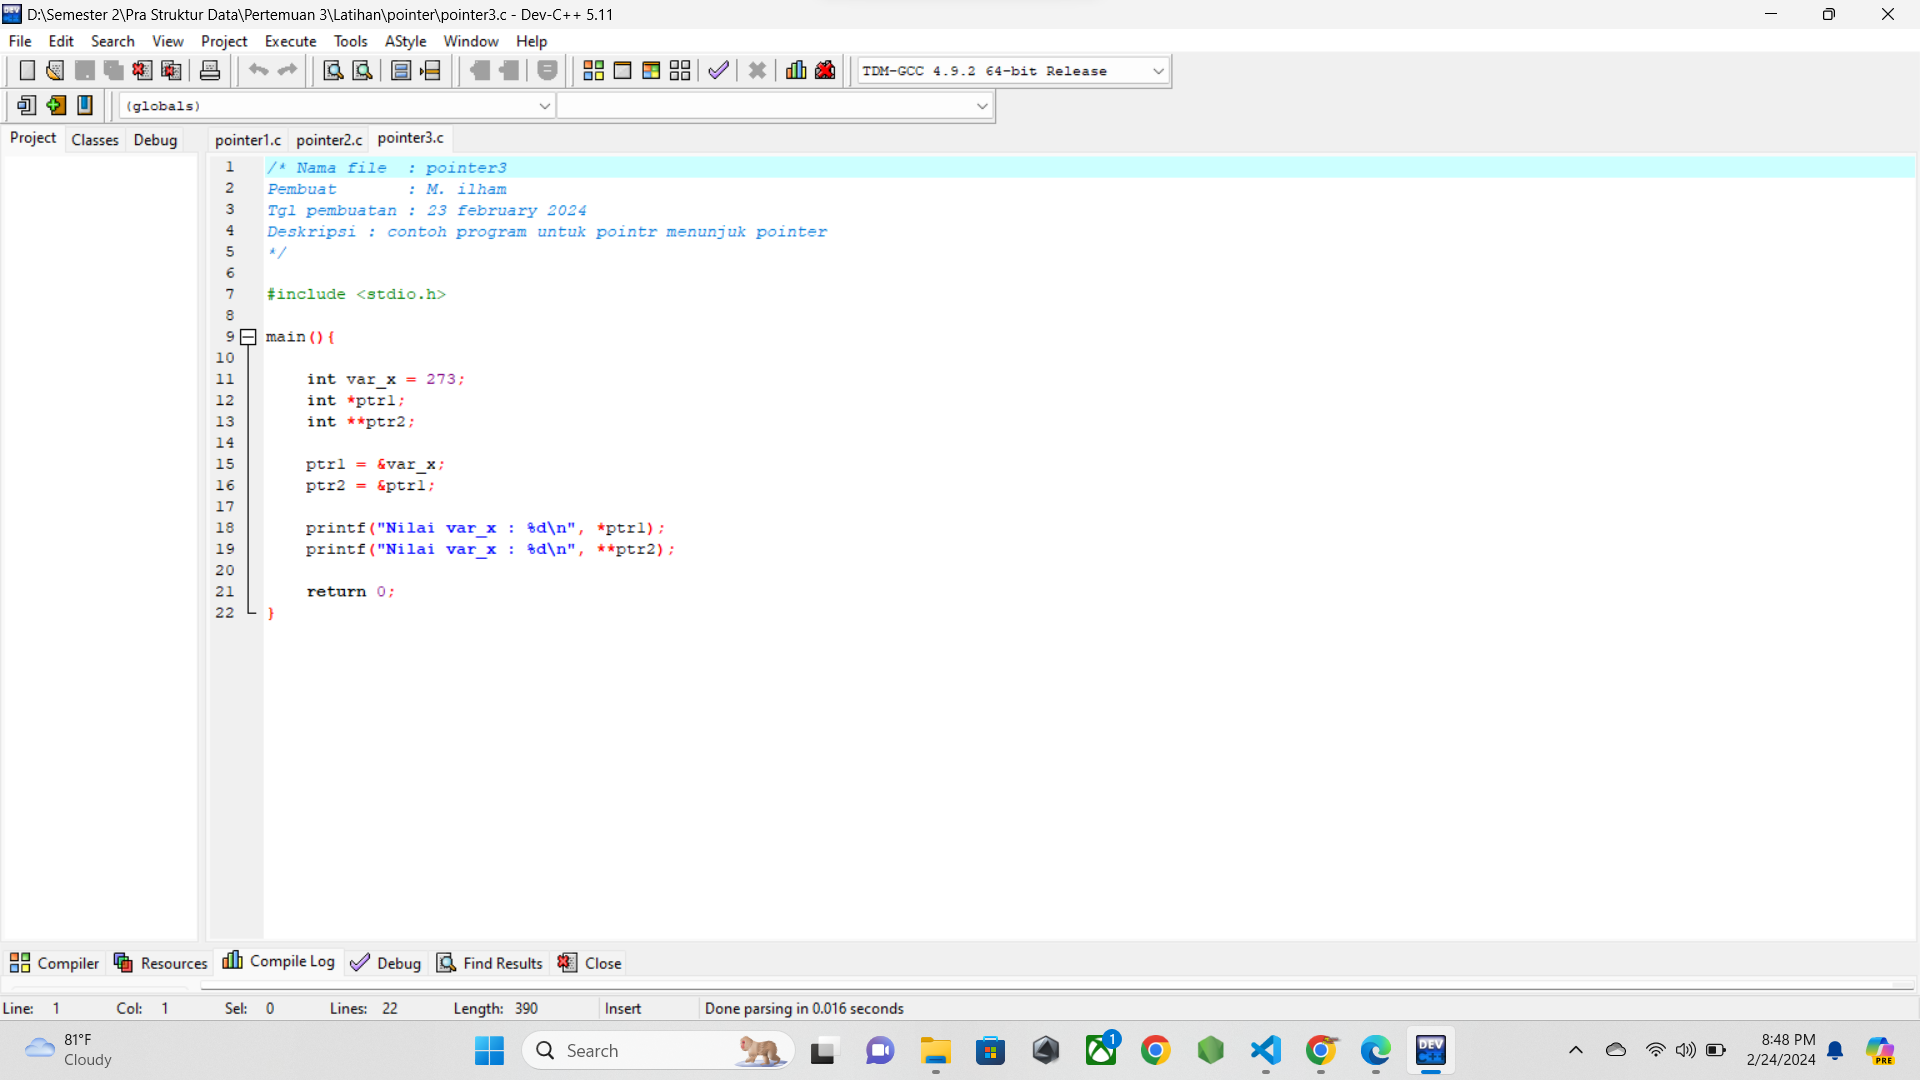 D:\Semester 2\Pra Struktur Data\Pertemuan 3\Latihan\pointer\pointer3.c - Dev-C++ 5.11
File Edit Search View Project Execute Tools AStyle Window Help
TDM-GCC 4.9.2 64-bit Release
(globals)
Project Classes Debug pointer1.c pointer2.c pointer3.c
1 /* Nama file : pointer3
2 Pembuat : M. ilham
3 Tgl pembuatan : 23 february 2024
4 Deskripsi : contoh program untuk pointr menunjuk pointer
5 */
6
7 #include <stdio.h>
8
9 main(){
10
11 int var_x = 273;
12 int *ptr1;
13 int **ptr2;
14
15 ptr1 = &var_x;
16 ptr2 = &ptr1;
17
18 printf("Nilai var_x : %d\n", *ptr1);
19 printf("Nilai var_x : %d\n", **ptr2);
20
21 return 0;
22 }
Compiler Resources Compile Log Debug Find Results Close
Line: 1 Col: 1 Sel: 0 Lines: 22 Length: 390 Insert Done parsing in 0.016 seconds
81°F
Cloudy
Search
1
DEV
C++
8:48 PM
2/24/2024
PRE